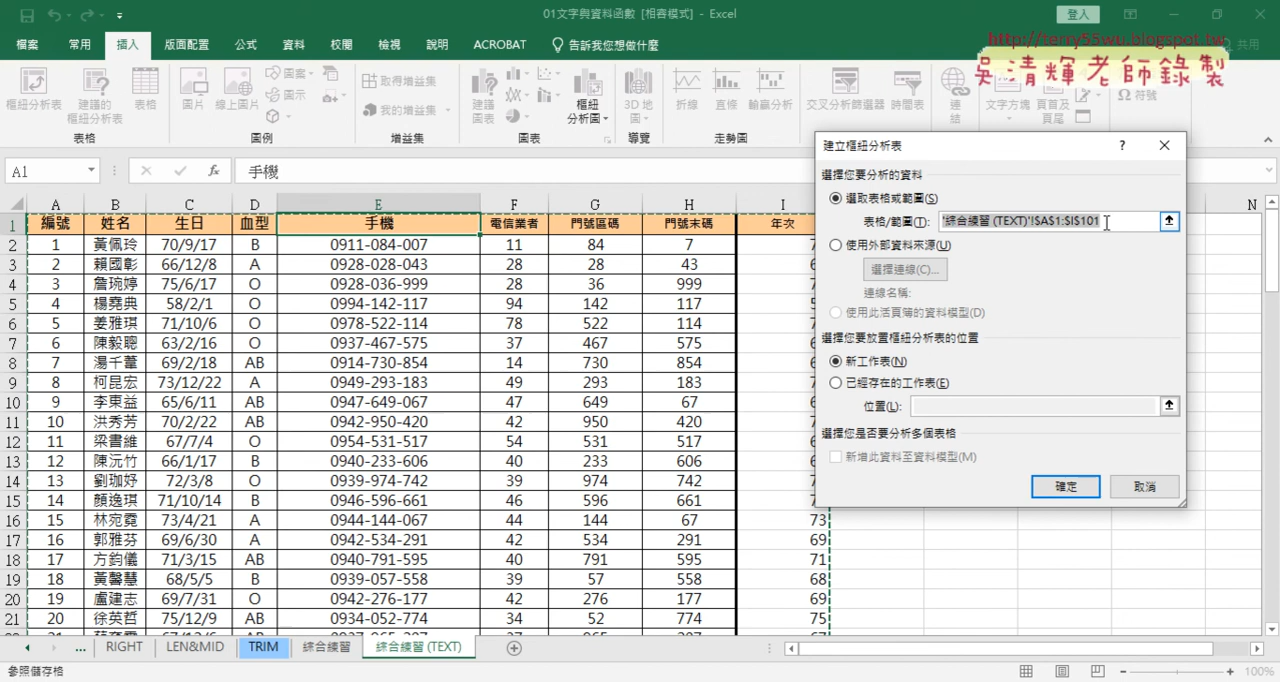 01文字與資料函數 [相容模式] - Excel
登入
http://terry55wu.blogspot.tw
檔案 常用 插入 版面配置 公式 資料 校閱 檢視 說明 ACROBAT 告訴我您想做什麼 共用
吳清輝老師錄製
樞紐分析表 建議的 樞紐分析表 表格 圖片 線上圖片 圖案 圖示 取得增益集 我的增益集 建議 圖表 樞紐 分析圖 3D 地 圖 折線 直條 輸贏分析 交叉分析篩選器 時間表 連 結 文字方塊 頁首及 頁尾 Ω 符號
表格 圖例 增益集 圖表 導覽 走勢圖
A1 fx 手機
A B C D E F G H I N
1 編號 姓名 生日 血型 手機 電信業者 門號區碼 門號末碼 年次
2 1 黃佩玲 70/9/17 B 0911-084-007 11 84 7
3 2 賴國彰 66/12/8 A 0928-028-043 28 28 43
4 3 詹琬婷 75/6/17 O 0928-036-999 28 36 999
5 4 楊堯典 58/2/1 O 0994-142-117 94 142 117
6 5 姜雅琪 71/10/6 O 0978-522-114 78 522 114
7 6 陳毅聰 63/2/16 O 0937-467-575 37 467 575
8 7 湯千葦 69/2/18 AB 0914-730-854 14 730 854
9 8 柯昆宏 73/12/22 A 0949-293-183 49 293 183
10 9 李東益 65/6/11 AB 0947-649-067 47 649 67
11 10 洪秀芳 70/2/22 AB 0942-950-420 42 950 420
12 11 梁書維 67/7/4 O 0954-531-517 54 531 517
13 12 陳沅竹 66/1/17 B 0940-233-606 40 233 606
14 13 劉珈妤 72/3/8 O 0939-974-742 39 974 742
15 14 顏逸琪 71/10/14 B 0946-596-661 46 596 661
16 15 林宛霓 73/4/21 A 0944-144-067 44 144 67 73
17 16 郭雅芬 69/6/30 A 0942-534-291 42 534 291 69
18 17 方鈞儀 71/3/15 AB 0940-791-595 40 791 595 71
19 18 黃馨慧 68/5/5 B 0939-057-558 39 57 558 68
20 19 盧建志 69/7/31 O 0942-276-177 42 276 177 69
21 20 徐英哲 75/12/9 AB 0934-052-774 34 52 774 75
建立樞紐分析表 ?
選擇您要分析的資料
選取表格或範圍(S)
表格/範圍(T): '綜合練習 (TEXT)'!$A$1:$I$101
使用外部資料來源(U)
選擇連線(C)...
連線名稱:
使用此活頁簿的資料模型(D)
選擇您要放置樞紐分析表的位置
新工作表(N)
已經存在的工作表(E)
位置(L):
選擇您是否要分析多個表格
新增此資料至資料模型(M)
確定 取消
... RIGHT LEN&MID TRIM 綜合練習 綜合練習 (TEXT)
參照儲存格 100%